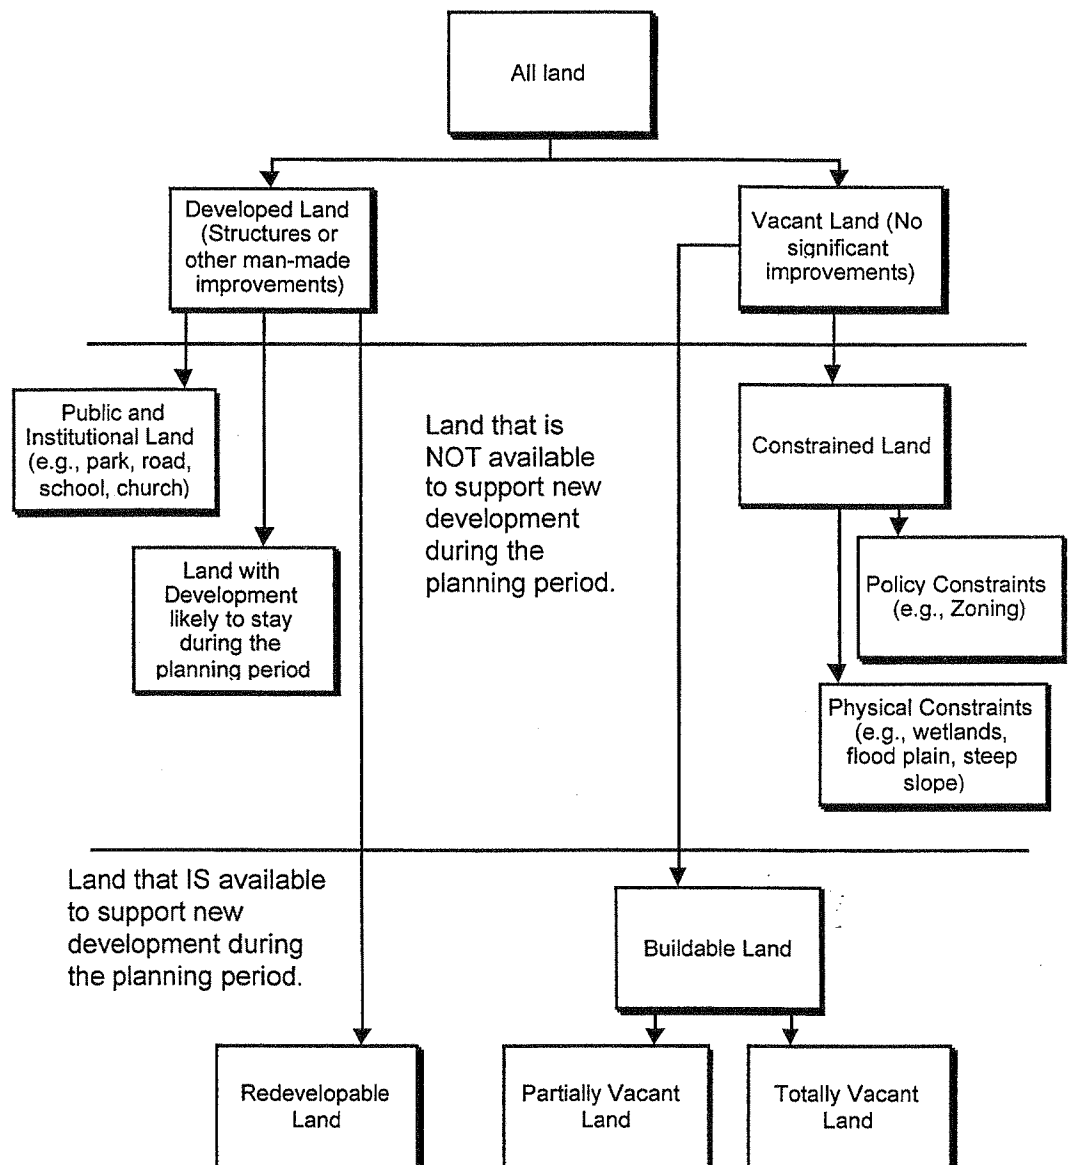 All land
Developed Land
(Structures or
other man-made
improvements)
Vacant Land (No
significant
improvements)
Public and
Institutional Land
(e.g., park, road,
school, church)
Land that is
NOT available
to support new
development
during the
planning period.
Constrained Land
Land with
Development
likely to stay
during the
planning period
Policy Constraints
(e.g., Zoning)
Physical Constraints
(e.g., wetlands,
flood plain, steep
slope)
Land that IS available
to support new
development during
the planning period.
Buildable Land
Redevelopable
Land
Partially Vacant
Land
Totally Vacant
Land